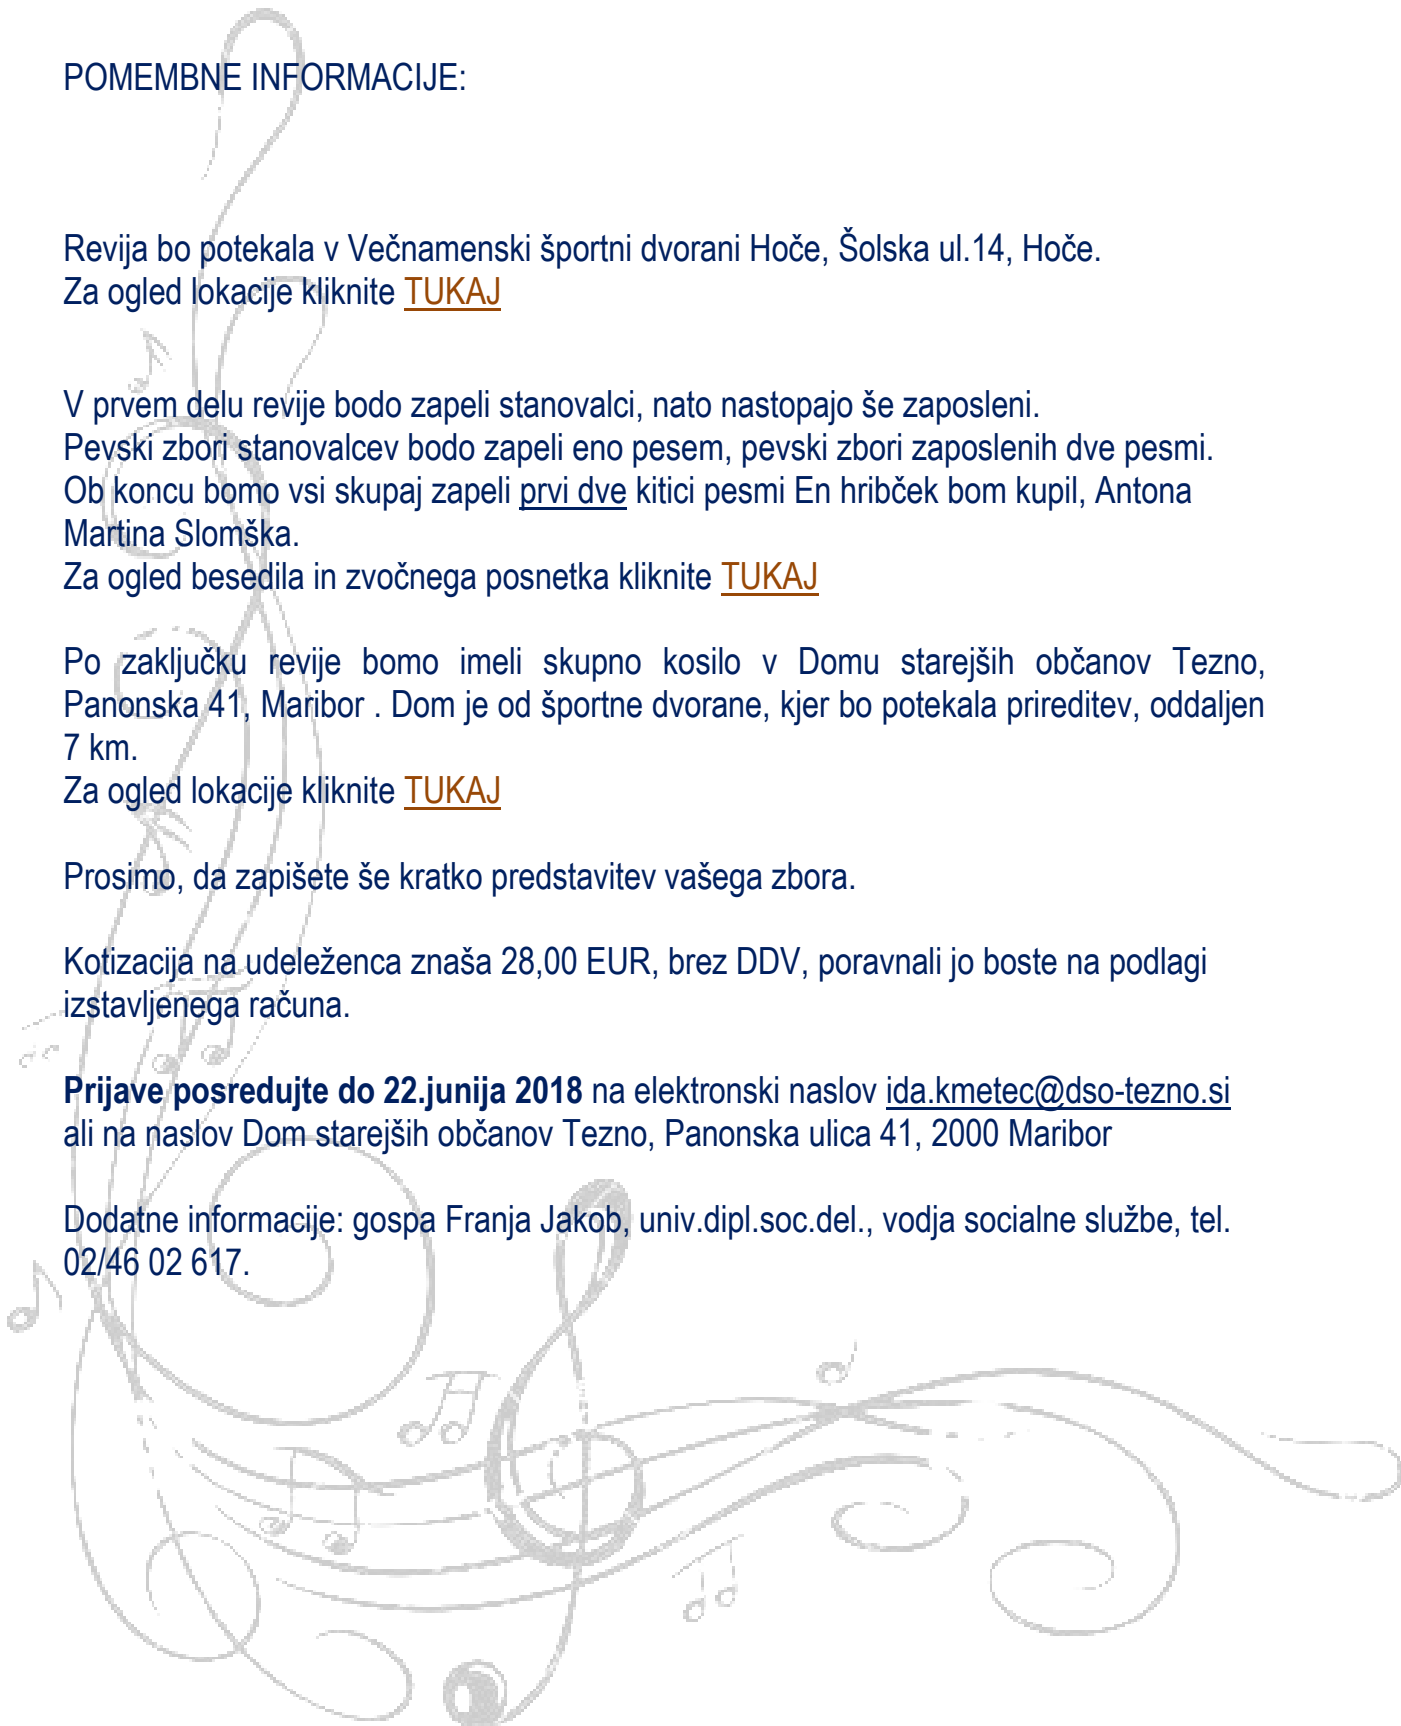 POMEMBNE INFORMACIJE:
Revija bo potekala v Večnamenski športni dvorani Hoče, Šolska ul.14, Hoče.
Za ogled lokacije kliknite TUKAJ
V prvem delu revije bodo zapeli stanovalci, nato nastopajo še zaposleni.
Pevski zbori stanovalcev bodo zapeli eno pesem, pevski zbori zaposlenih dve pesmi.
Ob koncu bomo vsi skupaj zapeli prvi dve kitici pesmi En hribček bom kupil, Antona
Martina Slomška.
Za ogled besedila in zvočnega posnetka kliknite TUKAJ
Po zaključku revije bomo imeli skupno kosilo v Domu starejših občanov Tezno,
Panonska 41, Maribor . Dom je od športne dvorane, kjer bo potekala prireditev, oddaljen
7 km.
Za ogled lokacije kliknite TUKAJ
Prosimo, da zapišete še kratko predstavitev vašega zbora.
Kotizacija na udeleženca znaša 28,00 EUR, brez DDV, poravnali jo boste na podlagi
izstavljenega računa.
Prijave posredujte do 22.junija 2018 na elektronski naslov ida.kmetec@dso-tezno.si
ali na naslov Dom starejših občanov Tezno, Panonska ulica 41, 2000 Maribor
Dodatne informacije: gospa Franja Jakob, univ.dipl.soc.del., vodja socialne službe, tel.
02/46 02 617.